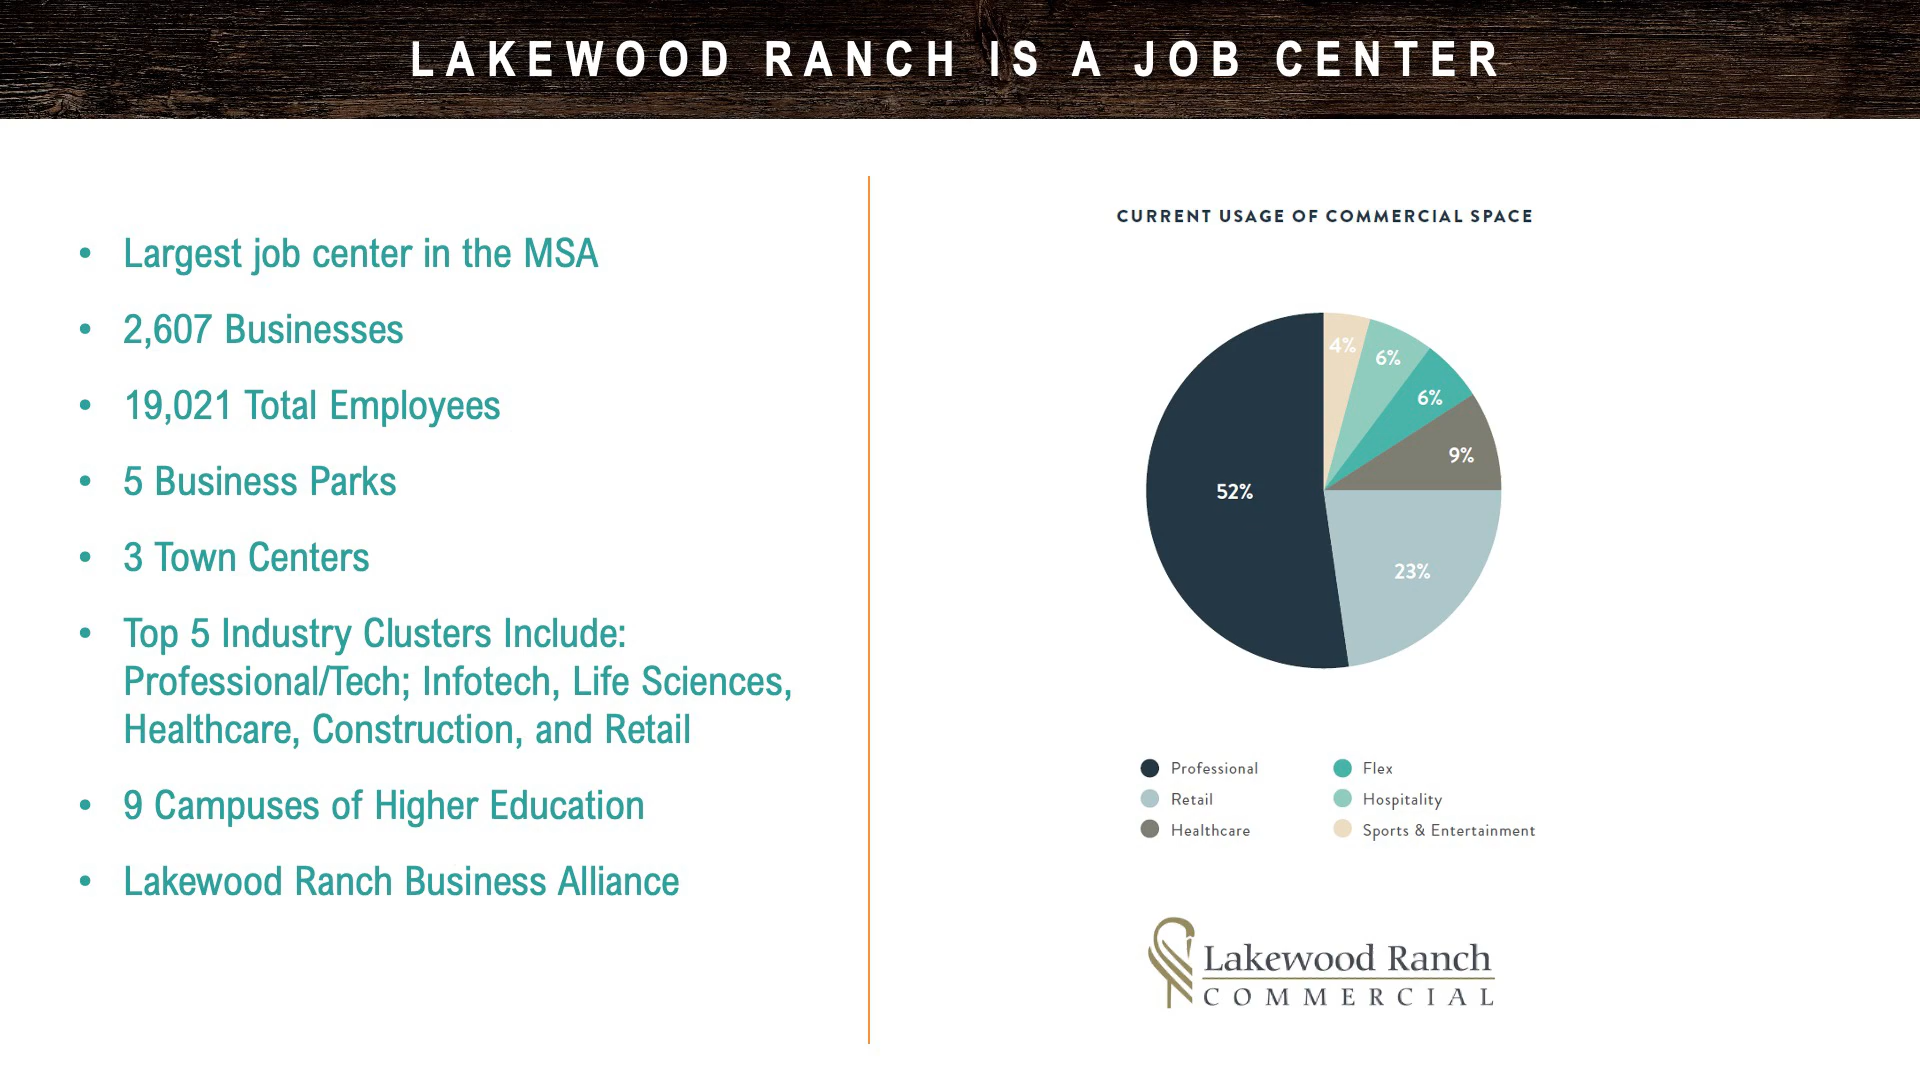 LAKEWOOD RANCH IS A JOB CENTER
• Largest job center in the MSA
• 2,607 Businesses
• 19,021 Total Employees
• 5 Business Parks
• 3 Town Centers
• Top 5 Industry Clusters Include:
Professional/Tech; Infotech, Life Sciences,
Healthcare, Construction, and Retail
• 9 Campuses of Higher Education
• Lakewood Ranch Business Alliance
CURRENT USAGE OF COMMERCIAL SPACE
4%
6%
6%
9%
52%
23%
Professional
Retail
Healthcare
Flex
Hospitality
Sports & Entertainment
Lakewood Ranch
COMMERCIAL